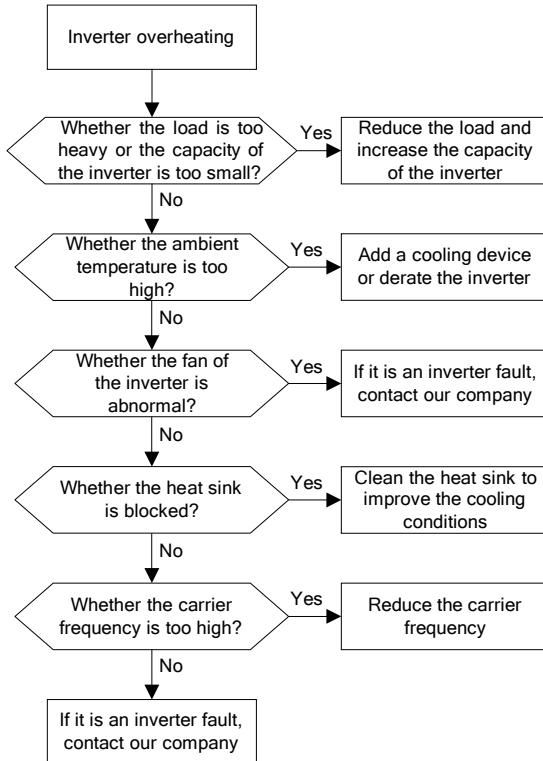 Inverter overheating
Whether the load is too
heavy or the capacity of
the inverter is too small?
Yes
Reduce the load and
increase the capacity
of the inverter
No
Whether the ambient
temperature is too
high?
Yes
Add a cooling device
or derate the inverter
No
Whether the fan of
the inverter is
abnormal?
Yes
If it is an inverter fault,
contact our company
No
Whether the heat sink
is blocked?
Yes
Clean the heat sink to
improve the cooling
conditions
No
Whether the carrier
frequency is too high?
Yes
Reduce the carrier
frequency
No
If it is an inverter fault,
contact our company